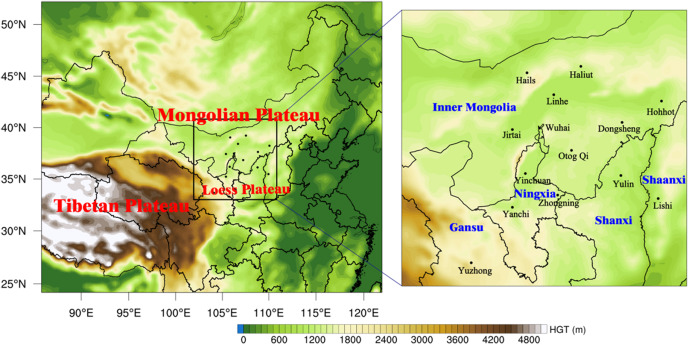 50°N
45°N
40°N
35°N
30°N
25°N
90°E
95°E
100°E
105°E
110°E
115°E
120°E
Mongolian Plateau
Loess Plateau
Tibetan Plateau
Hails
Haliut
Inner Mongolia
Linhe
Hohhot
Jirtai
Wuhai
Dongsheng
Otog Qi
Yinchuan
Yulin
Shaanxi
Ningxia
Zhongning
Lishi
Yanchi
Shanxi
Gansu
Yuzhong
0 600 1200 1800 2400 3000 3600 4200 4800 HGT (m)